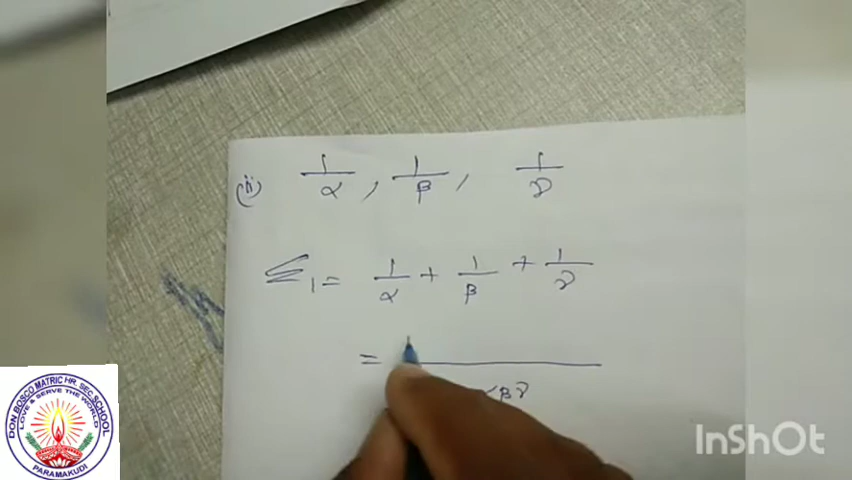 (ii) 1/α , 1/β , 1/γ
Σ₁ = 1/α + 1/β + 1/γ
=
αβγ
DON BOSCO MATRIC HR. SEC. SCHOOL
LOVE & SERVE THE WORLD
PARAMAKUDI
InShOt